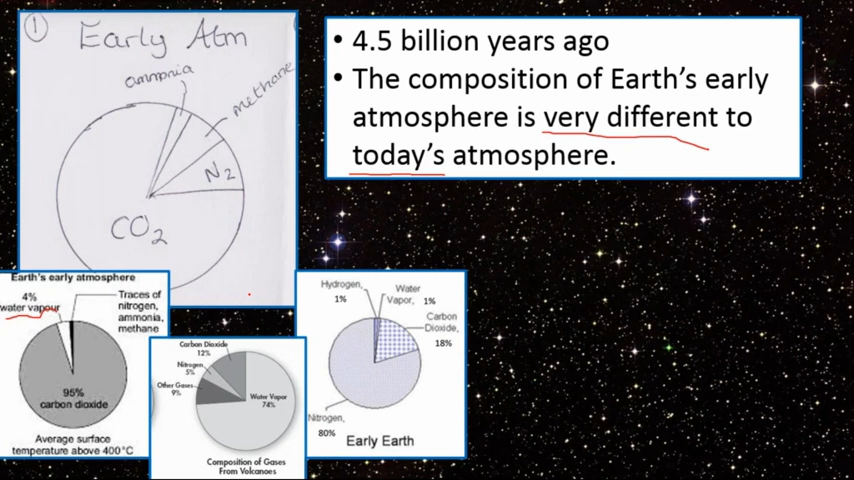 1
Early Atm
ammonia
methane
N2
CO2
• 4.5 billion years ago
• The composition of Earth's early
atmosphere is very different to
today's atmosphere.
Earth's early atmosphere
4%
water vapour
Traces of
nitrogen,
ammonia,
methane
95%
carbon dioxide
Average surface
temperature above 400°C
Carbon Dioxide
12%
Nitrogen
5%
Other Gases
9%
Water Vapor
74%
Composition of Gases
From Volcanoes
Hydrogen,
1%
Water
Vapor, 1%
Carbon
Dioxide,
18%
Nitrogen,
80%
Early Earth